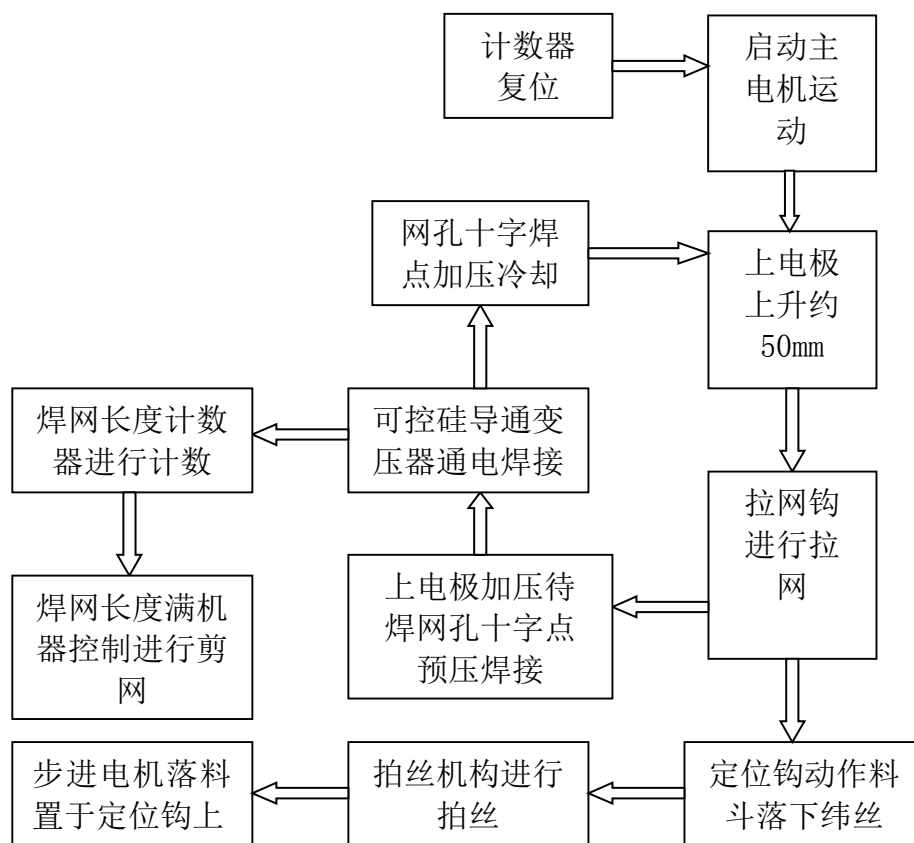 计数器
复位
启动主
电机运
动
网孔十字焊
点加压冷却
上电极
上升约
50mm
焊网长度计数
器进行计数
可控硅导通变
压器通电焊接
拉网钩
进行拉
网
焊网长度满机
器控制进行剪
网
上电极加压待
焊网孔十字点
预压焊接
步进电机落料
置于定位钩上
拍丝机构进行
拍丝
定位钩动作料
斗落下纬丝